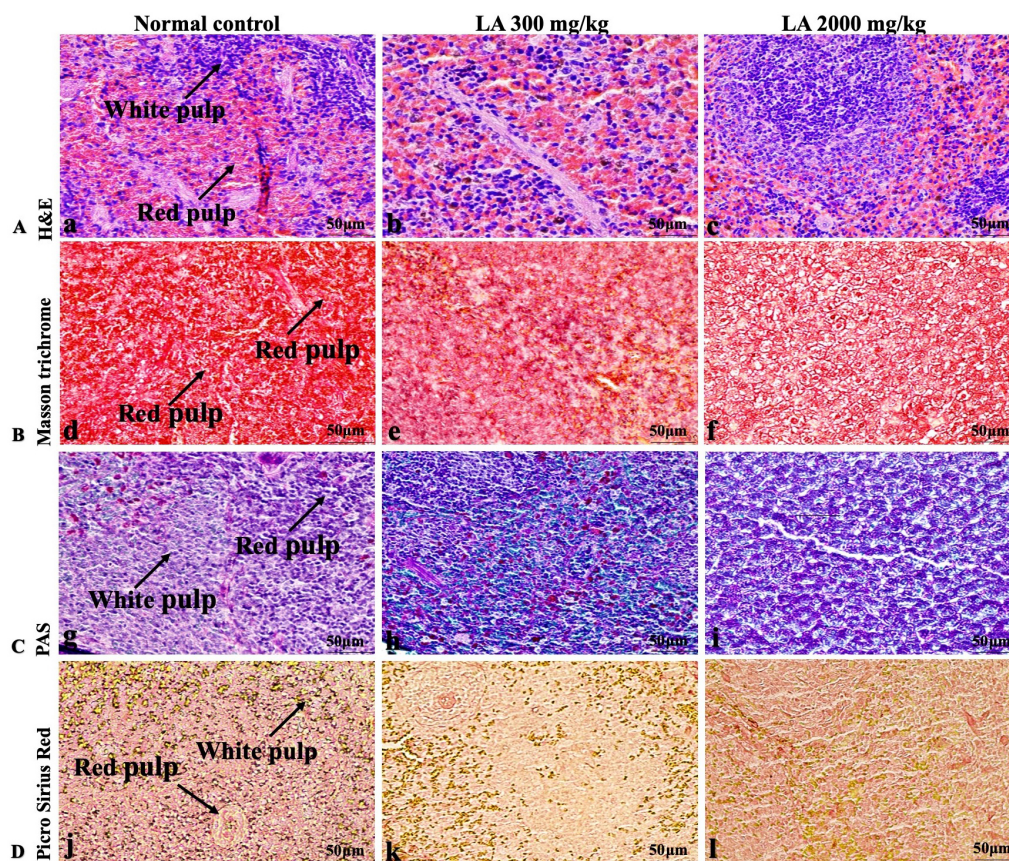 Normal control LA 300 mg/kg LA 2000 mg/kg
White pulp
Red pulp
A H&E a 50µm b 50µm c 50µm
Red pulp
Red pulp
B Masson trichrome d 50µm e 50µm f 50µm
Red pulp
White pulp
C PAS g 50µm h 50µm i 50µm
White pulp
Red pulp
D Picro Sirius Red j 50µm k 50µm l 50µm